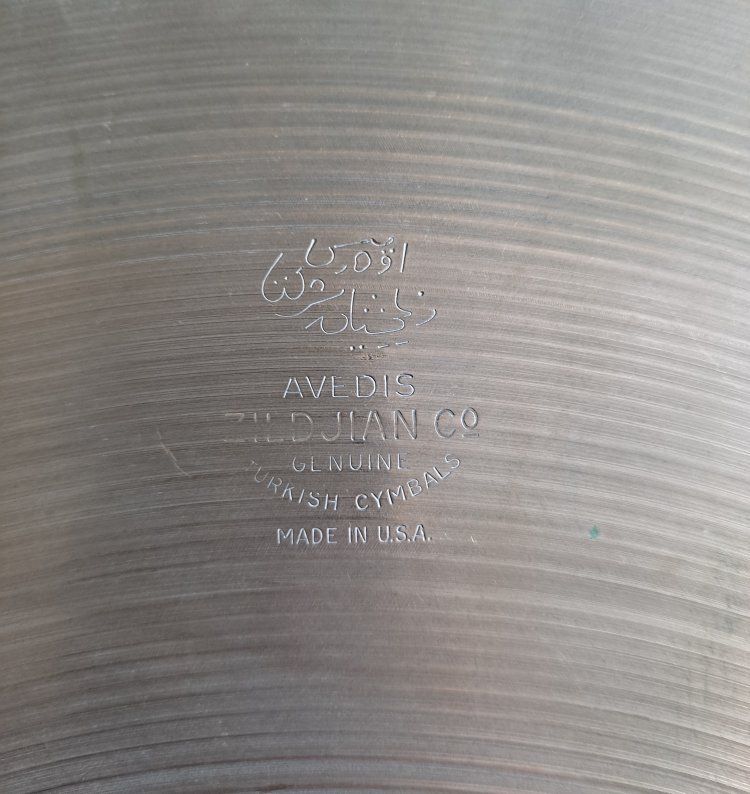 AVEDIS
ZILDJIAN CO
GENUINE
TURKISH CYMBALS
MADE IN U.S.A.